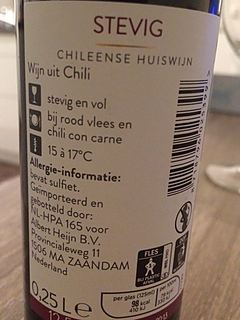 STEVIG
CHILEENSE HUISWIJN
Wijn uit Chili
stevig en vol
bij rood vlees en
chili con carne
15 à 17°C
Allergie-informatie:
bevat sulfiet.
Geïmporteerd en
gebotteld door:
NL-HPA 165 voor
Albert Heijn B.V.
Provincialeweg 11
1506 MA ZAANDAM
Nederland
FLES
0,25 L e
per glas (125ml)
98 kcal
410 kJ
per 100ml